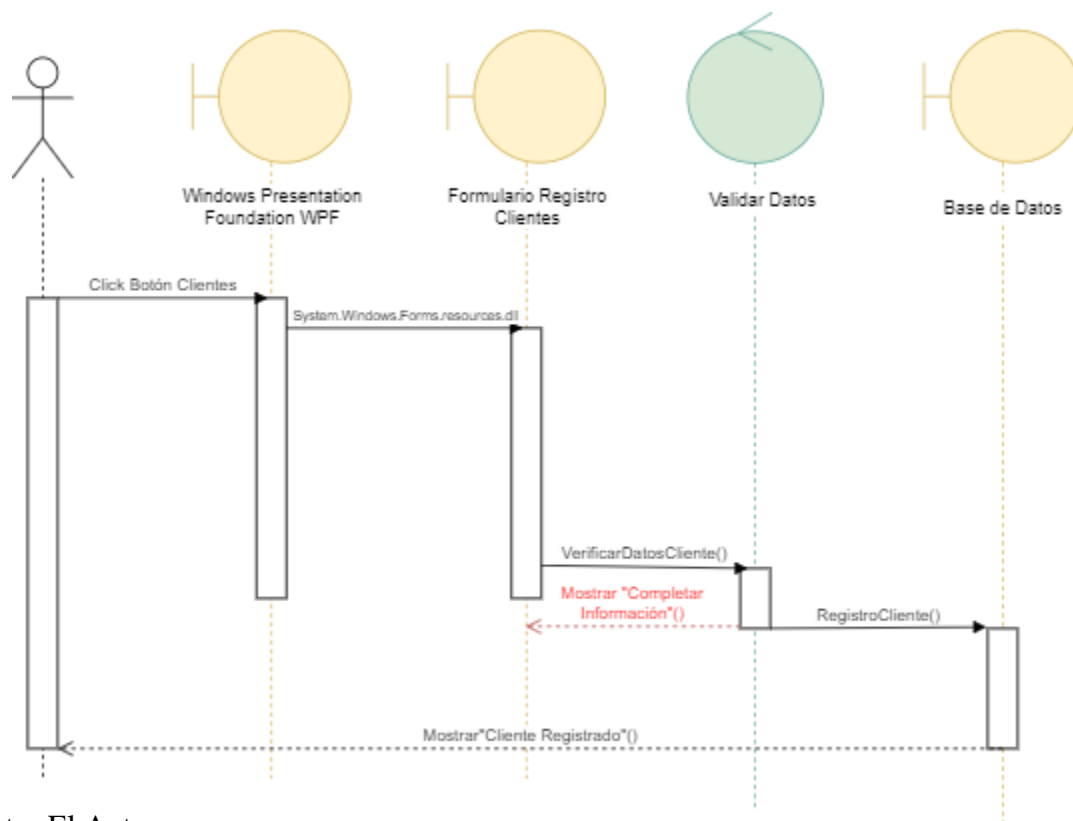 Windows Presentation
Foundation WPF
Formulario Registro
Clientes
Validar Datos
Base de Datos
Click Botón Clientes
System.Windows.Forms.resources.dll
VerificarDatosCliente()
Mostrar "Completar
Información"()
RegistroCliente()
Mostrar"Cliente Registrado"()
El